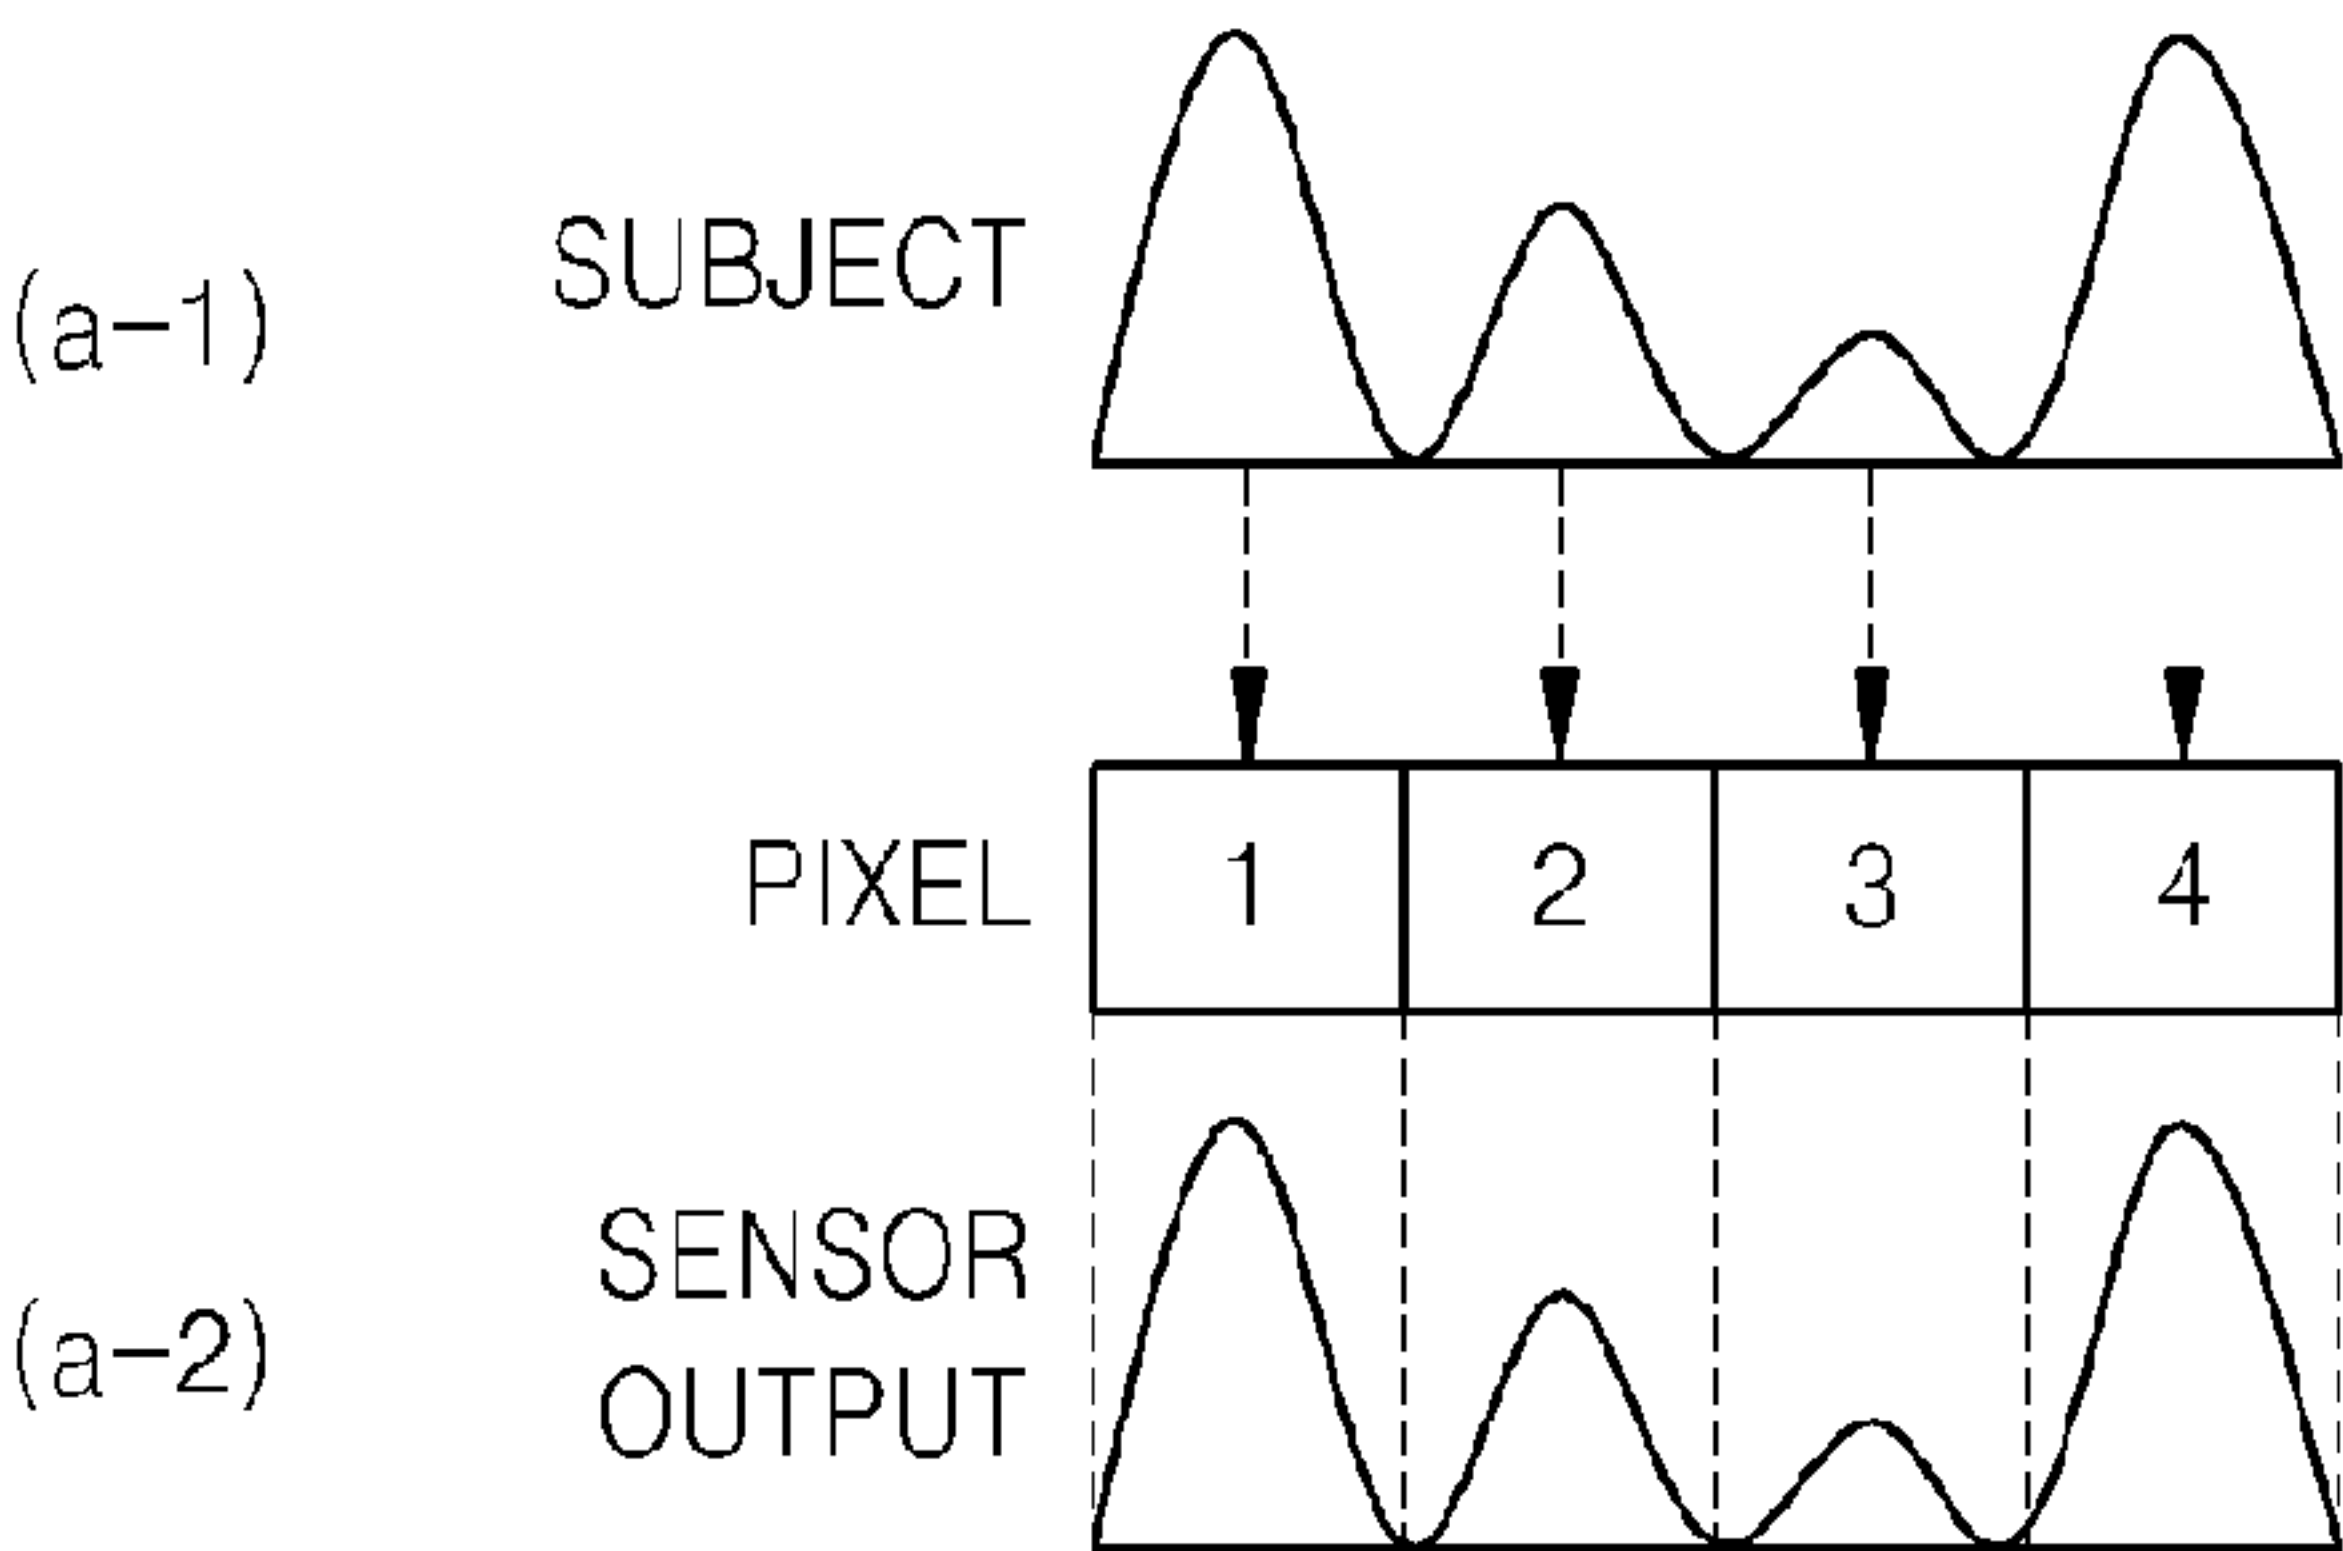 (a-1)
SUBJECT
PIXEL 1 2 3 4
(a-2)
SENSOR
OUTPUT